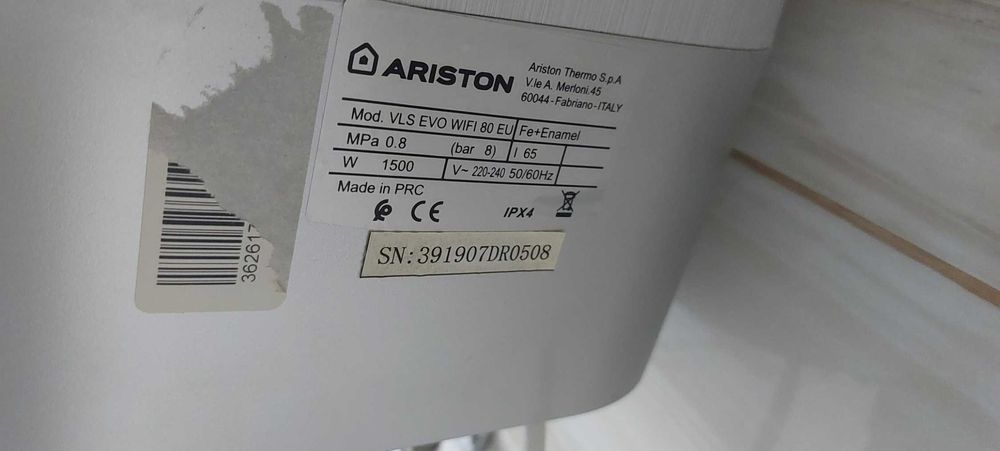 ARISTON
Ariston Thermo S.p.A
V.le A. Merloni.45
60044-Fabriano-ITALY
Mod. VLS EVO WIFI 80 EU Fe+Enamel
MPa 0.8 (bar 8) l 65
W 1500 V~ 220-240 50/60Hz
Made in PRC
CE IPX4
SN:391907DR0508